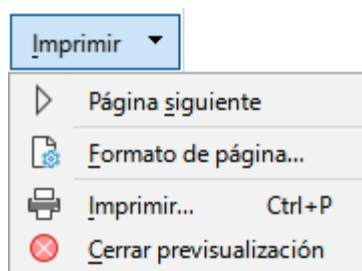 Imprimir
Página siguiente
Formato de página...
Imprimir... Ctrl+P
Cerrar previsualización